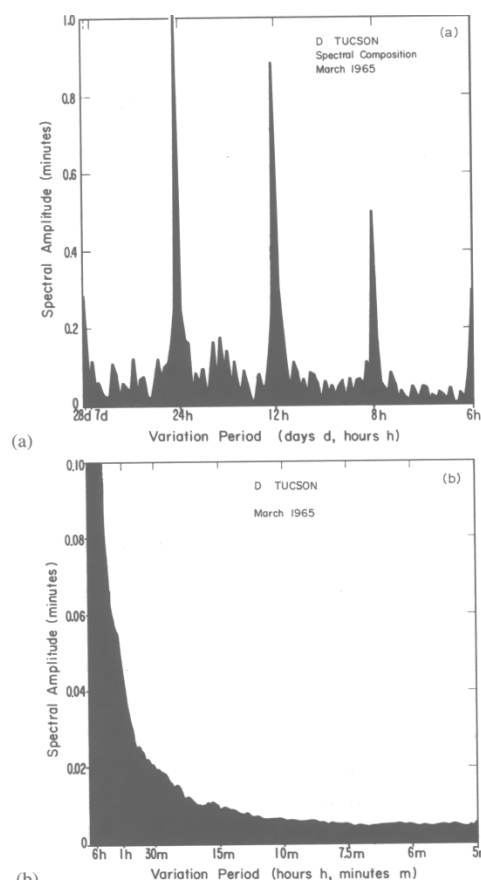 (a)
D TUCSON
Spectral Composition
March 1965
1.0
0.8
0.6
0.4
0.2
0
Spectral Amplitude (minutes)
28d 7d 24h 12h 8h 6h
(a) Variation Period (days d, hours h)
(b)
D TUCSON
March 1965
0.10
0.08
0.06
0.04
0.02
0
Spectral Amplitude (minutes)
6h 1h 30m 15m 10m 7.5m 6m 5m
(b) Variation Period (hours h, minutes m)